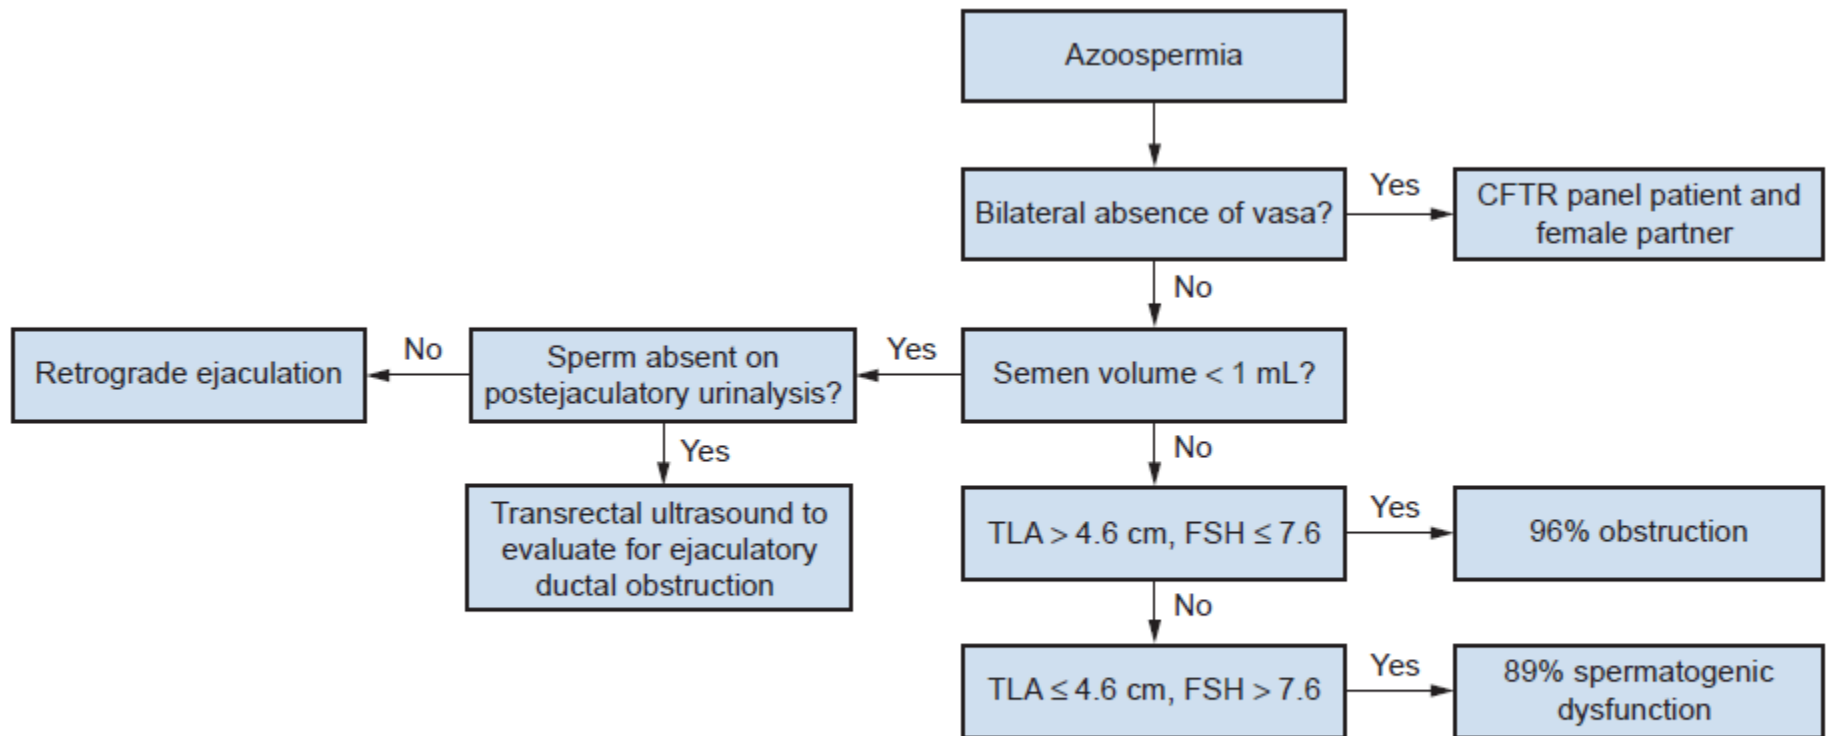 Azoospermia
Bilateral absence of vasa?
Yes
CFTR panel patient and
female partner
No
Retrograde ejaculation
No
Sperm absent on
postejaculatory urinalysis?
Yes
Semen volume < 1 mL?
Yes
No
Transrectal ultrasound to
evaluate for ejaculatory
ductal obstruction
TLA > 4.6 cm, FSH ≤ 7.6
Yes
96% obstruction
No
TLA ≤ 4.6 cm, FSH > 7.6
Yes
89% spermatogenic
dysfunction